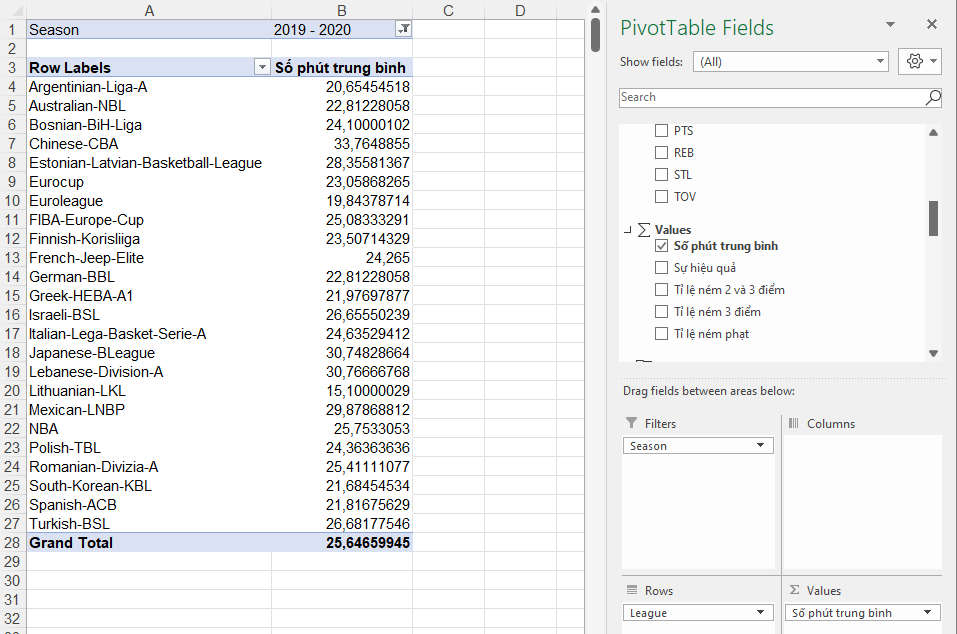 A B C D
1 Season 2019 - 2020
2
3 Row Labels Số phút trung bình
4 Argentinian-Liga-A 20,65454518
5 Australian-NBL 22,81228058
6 Bosnian-BiH-Liga 24,10000102
7 Chinese-CBA 33,7648855
8 Estonian-Latvian-Basketball-League 28,35581367
9 Eurocup 23,05868265
10 Euroleague 19,84378714
11 FIBA-Europe-Cup 25,08333291
12 Finnish-Korisliiga 23,50714329
13 French-Jeep-Elite 24,265
14 German-BBL 22,81228058
15 Greek-HEBA-A1 21,97697877
16 Israeli-BSL 26,65550239
17 Italian-Lega-Basket-Serie-A 24,63529412
18 Japanese-BLeague 30,74828664
19 Lebanese-Division-A 30,76666768
20 Lithuanian-LKL 15,10000029
21 Mexican-LNBP 29,87868812
22 NBA 25,7533053
23 Polish-TBL 24,36363636
24 Romanian-Divizia-A 25,41111077
25 South-Korean-KBL 21,68454534
26 Spanish-ACB 21,81675629
27 Turkish-BSL 26,68177546
28 Grand Total 25,64659945
29
30
31
32
PivotTable Fields
Show fields: (All)
Search
PTS
REB
STL
TOV
Σ Values
Số phút trung bình
Sự hiệu quả
Tỉ lệ ném 2 và 3 điểm
Tỉ lệ ném 3 điểm
Tỉ lệ ném phạt
Drag fields between areas below:
Filters
Season
Columns
Rows
League
Σ Values
Số phút trung bình